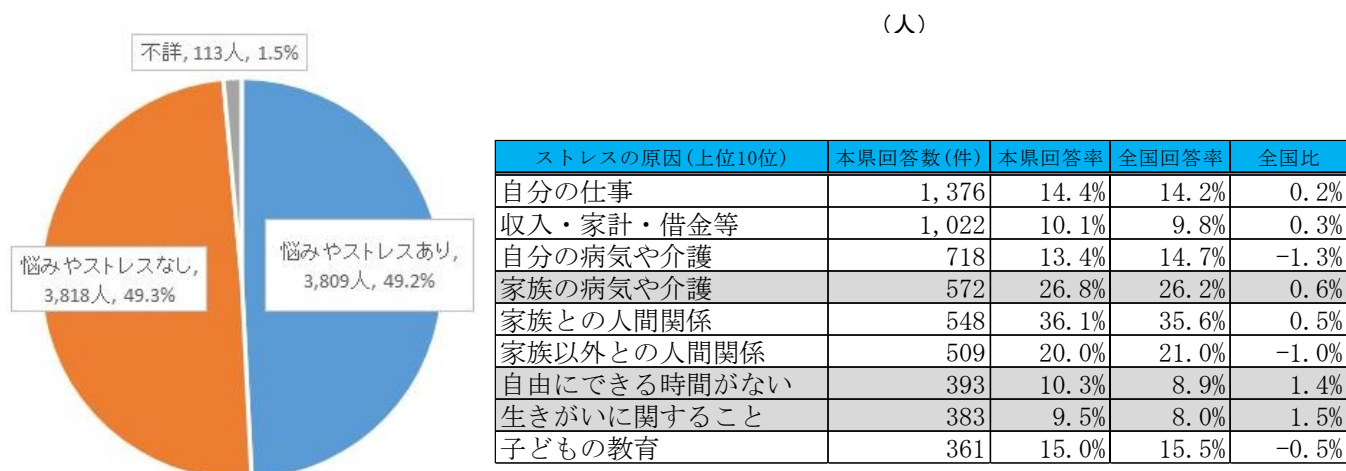 （人）
不詳, 113人, 1.5%
悩みやストレスあり,
3,809人, 49.2%
悩みやストレスなし,
3,818人, 49.3%
ストレスの原因(上位10位) 本県回答数(件) 本県回答率 全国回答率 全国比
自分の仕事 1,376 14.4% 14.2% 0.2%
収入・家計・借金等 1,022 10.1% 9.8% 0.3%
自分の病気や介護 718 13.4% 14.7% -1.3%
家族の病気や介護 572 26.8% 26.2% 0.6%
家族との人間関係 548 36.1% 35.6% 0.5%
家族以外との人間関係 509 20.0% 21.0% -1.0%
自由にできる時間がない 393 10.3% 8.9% 1.4%
生きがいに関すること 383 9.5% 8.0% 1.5%
子どもの教育 361 15.0% 15.5% -0.5%